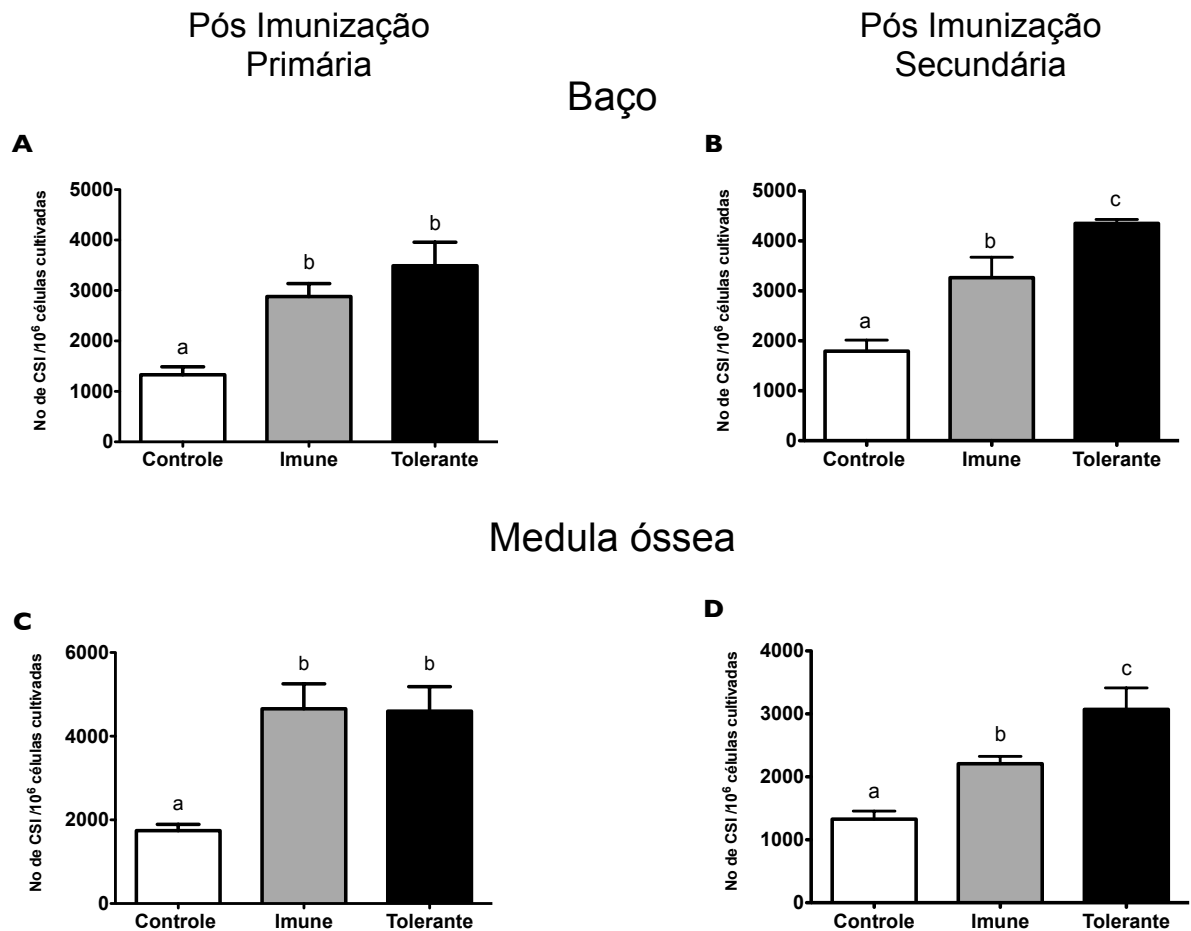 Pós Imunização
Primária
Pós Imunização
Secundária
Baço
A
No de CSI /10⁶ células cultivadas
5000
4000
3000
2000
1000
0
a
b
b
Controle
Imune
Tolerante
B
No de CSI /10⁶ células cultivadas
5000
4000
3000
2000
1000
0
a
b
c
Controle
Imune
Tolerante
Medula óssea
C
No de CSI /10⁶ células cultivadas
6000
4000
2000
0
a
b
b
Controle
Imune
Tolerante
D
No de CSI /10⁶ células cultivadas
4000
3000
2000
1000
0
a
b
c
Controle
Imune
Tolerante